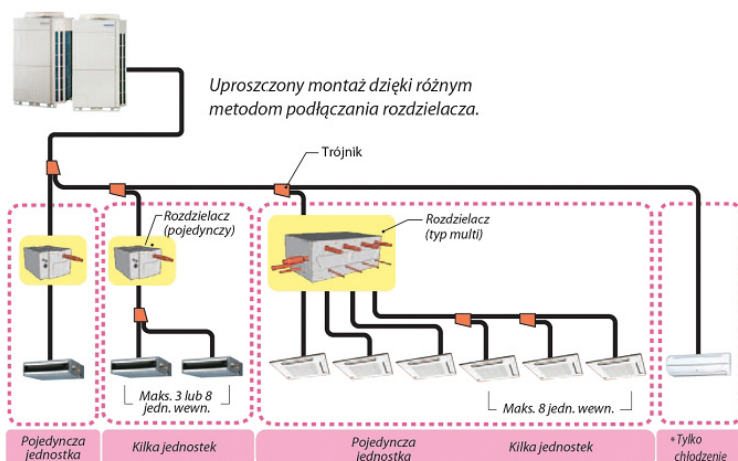 Uproszczony montaż dzięki różnym
metodom podłączania rozdzielacza.
Trójnik
Rozdzielacz
(pojedynczy)
Rozdzielacz
(typ multi)
Maks. 3 lub 8
jedn. wewn.
Maks. 8 jedn. wewn.
Pojedyncza
jednostka
Kilka jednostek
Pojedyncza
jednostka
Kilka jednostek
*Tylko
chłodzenie